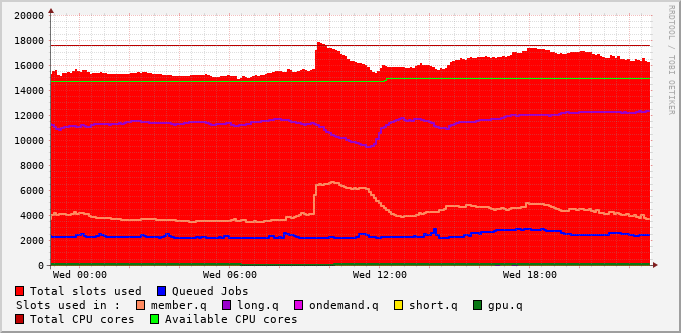 20000
18000
16000
14000
12000
10000
8000
6000
4000
2000
0
Wed 00:00 Wed 06:00 Wed 12:00 Wed 18:00
RRDTOOL / TOBI OETIKER
Total slots used Queued Jobs
Slots used in : member.q long.q ondemand.q short.q gpu.q
Total CPU cores Available CPU cores